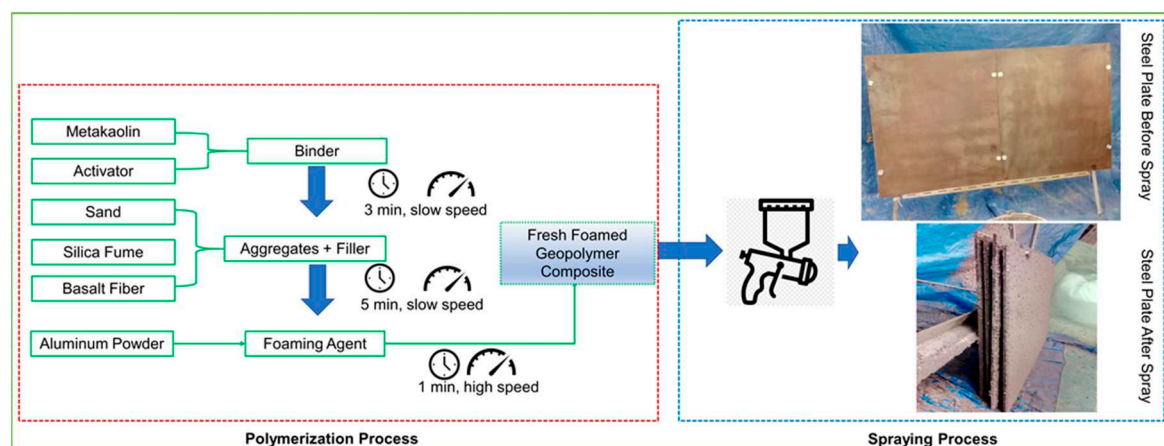 Metakaolin
Activator
Binder
3 min, slow speed
Sand
Silica Fume
Basalt Fiber
Aggregates + Filler
5 min, slow speed
Aluminum Powder
Foaming Agent
1 min, high speed
Fresh Foamed
Geopolymer
Composite
Polymerization Process
Steel Plate Before Spray
Steel Plate After Spray
Spraying Process